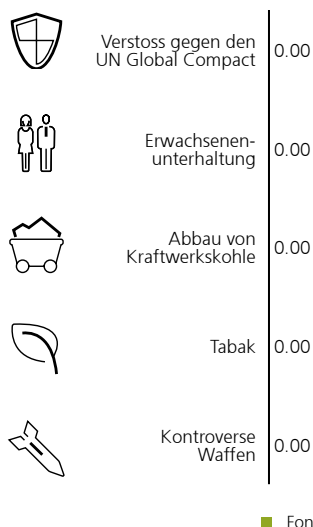 Verstoss gegen den
UN Global Compact
0.00
Erwachsenen-
unterhaltung
0.00
Abbau von
Kraftwerkskohle
0.00
Tabak
0.00
Kontroverse
Waffen
0.00
Fon